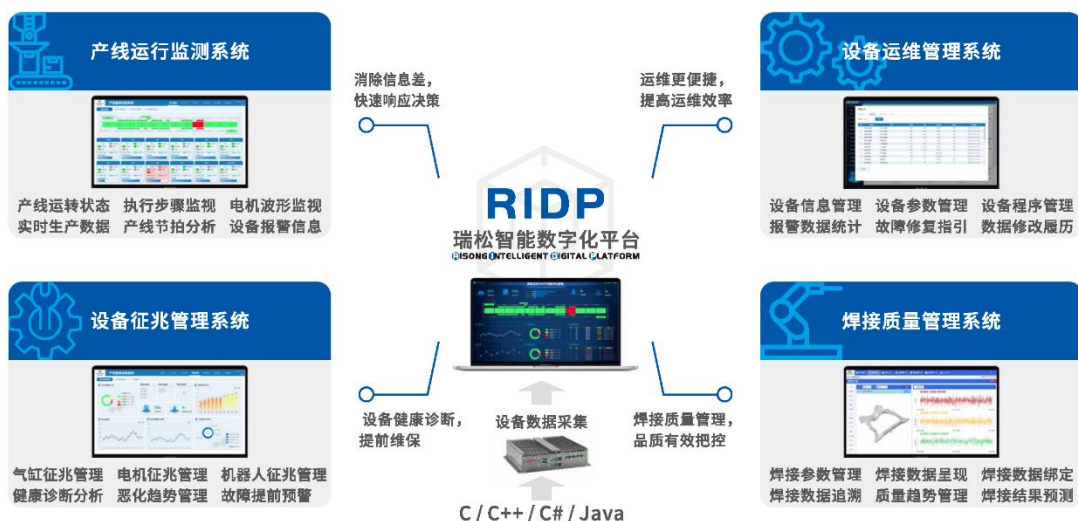 产线运行监测系统
产线运转状态 执行步骤监视 电机波形监视
实时生产数据 产线节拍分析 设备报警信息
消除信息差，
快速响应决策
运维更便捷，
提高运维效率
设备运维管理系统
设备信息管理 设备参数管理 设备程序管理
报警数据统计 故障修复指引 数据修改履历
RIDP
瑞松智能数字化平台
RISONG INTELLIGENT DIGITAL PLATFORM
设备征兆管理系统
气缸征兆管理 电机征兆管理 机器人征兆管理
健康诊断分析 恶化趋势管理 故障提前预警
设备健康诊断，
提前维保
设备数据采集
C / C++ / C# / Java
焊接质量管理，
品质有效把控
焊接质量管理系统
焊接参数管理 焊接数据呈现 焊接数据绑定
焊接数据追溯 质量趋势管理 焊接结果预测